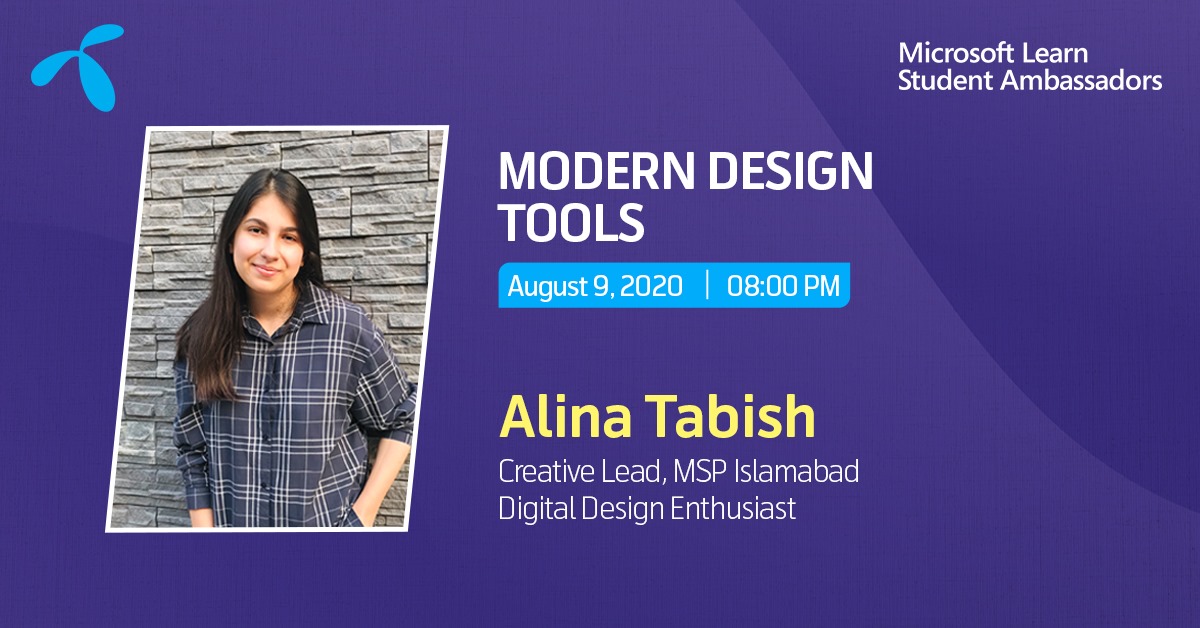 Microsoft Learn
Student Ambassadors
MODERN DESIGN
TOOLS
August 9, 2020 | 08:00 PM
Alina Tabish
Creative Lead, MSP Islamabad
Digital Design Enthusiast